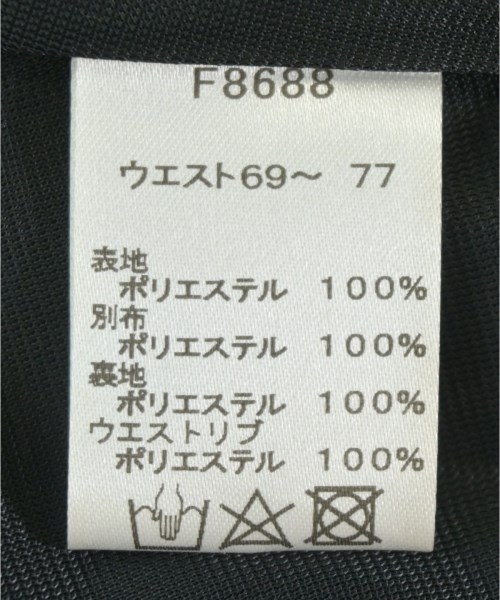 F8688
ウエスト69～ 77
表地
ポリエステル 100%
別布
ポリエステル 100%
裏地
ポリエステル 100%
ウエストリブ
ポリエステル 100%